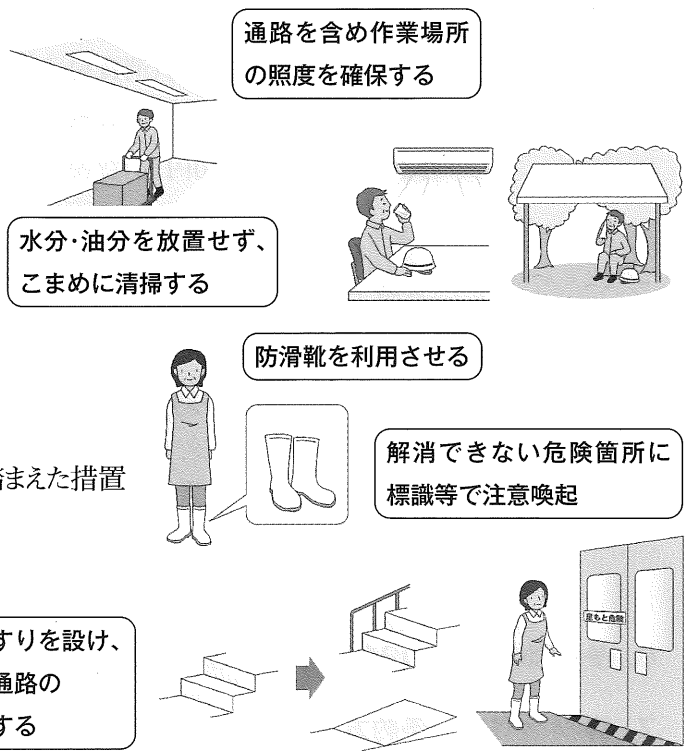 通路を含め作業場所
の照度を確保する
水分・油分を放置せず、
こまめに清掃する
防滑靴を利用させる
解消できない危険箇所に
標識等で注意喚起
まえた措置
すりを設け、
通路の
する
足もと危険